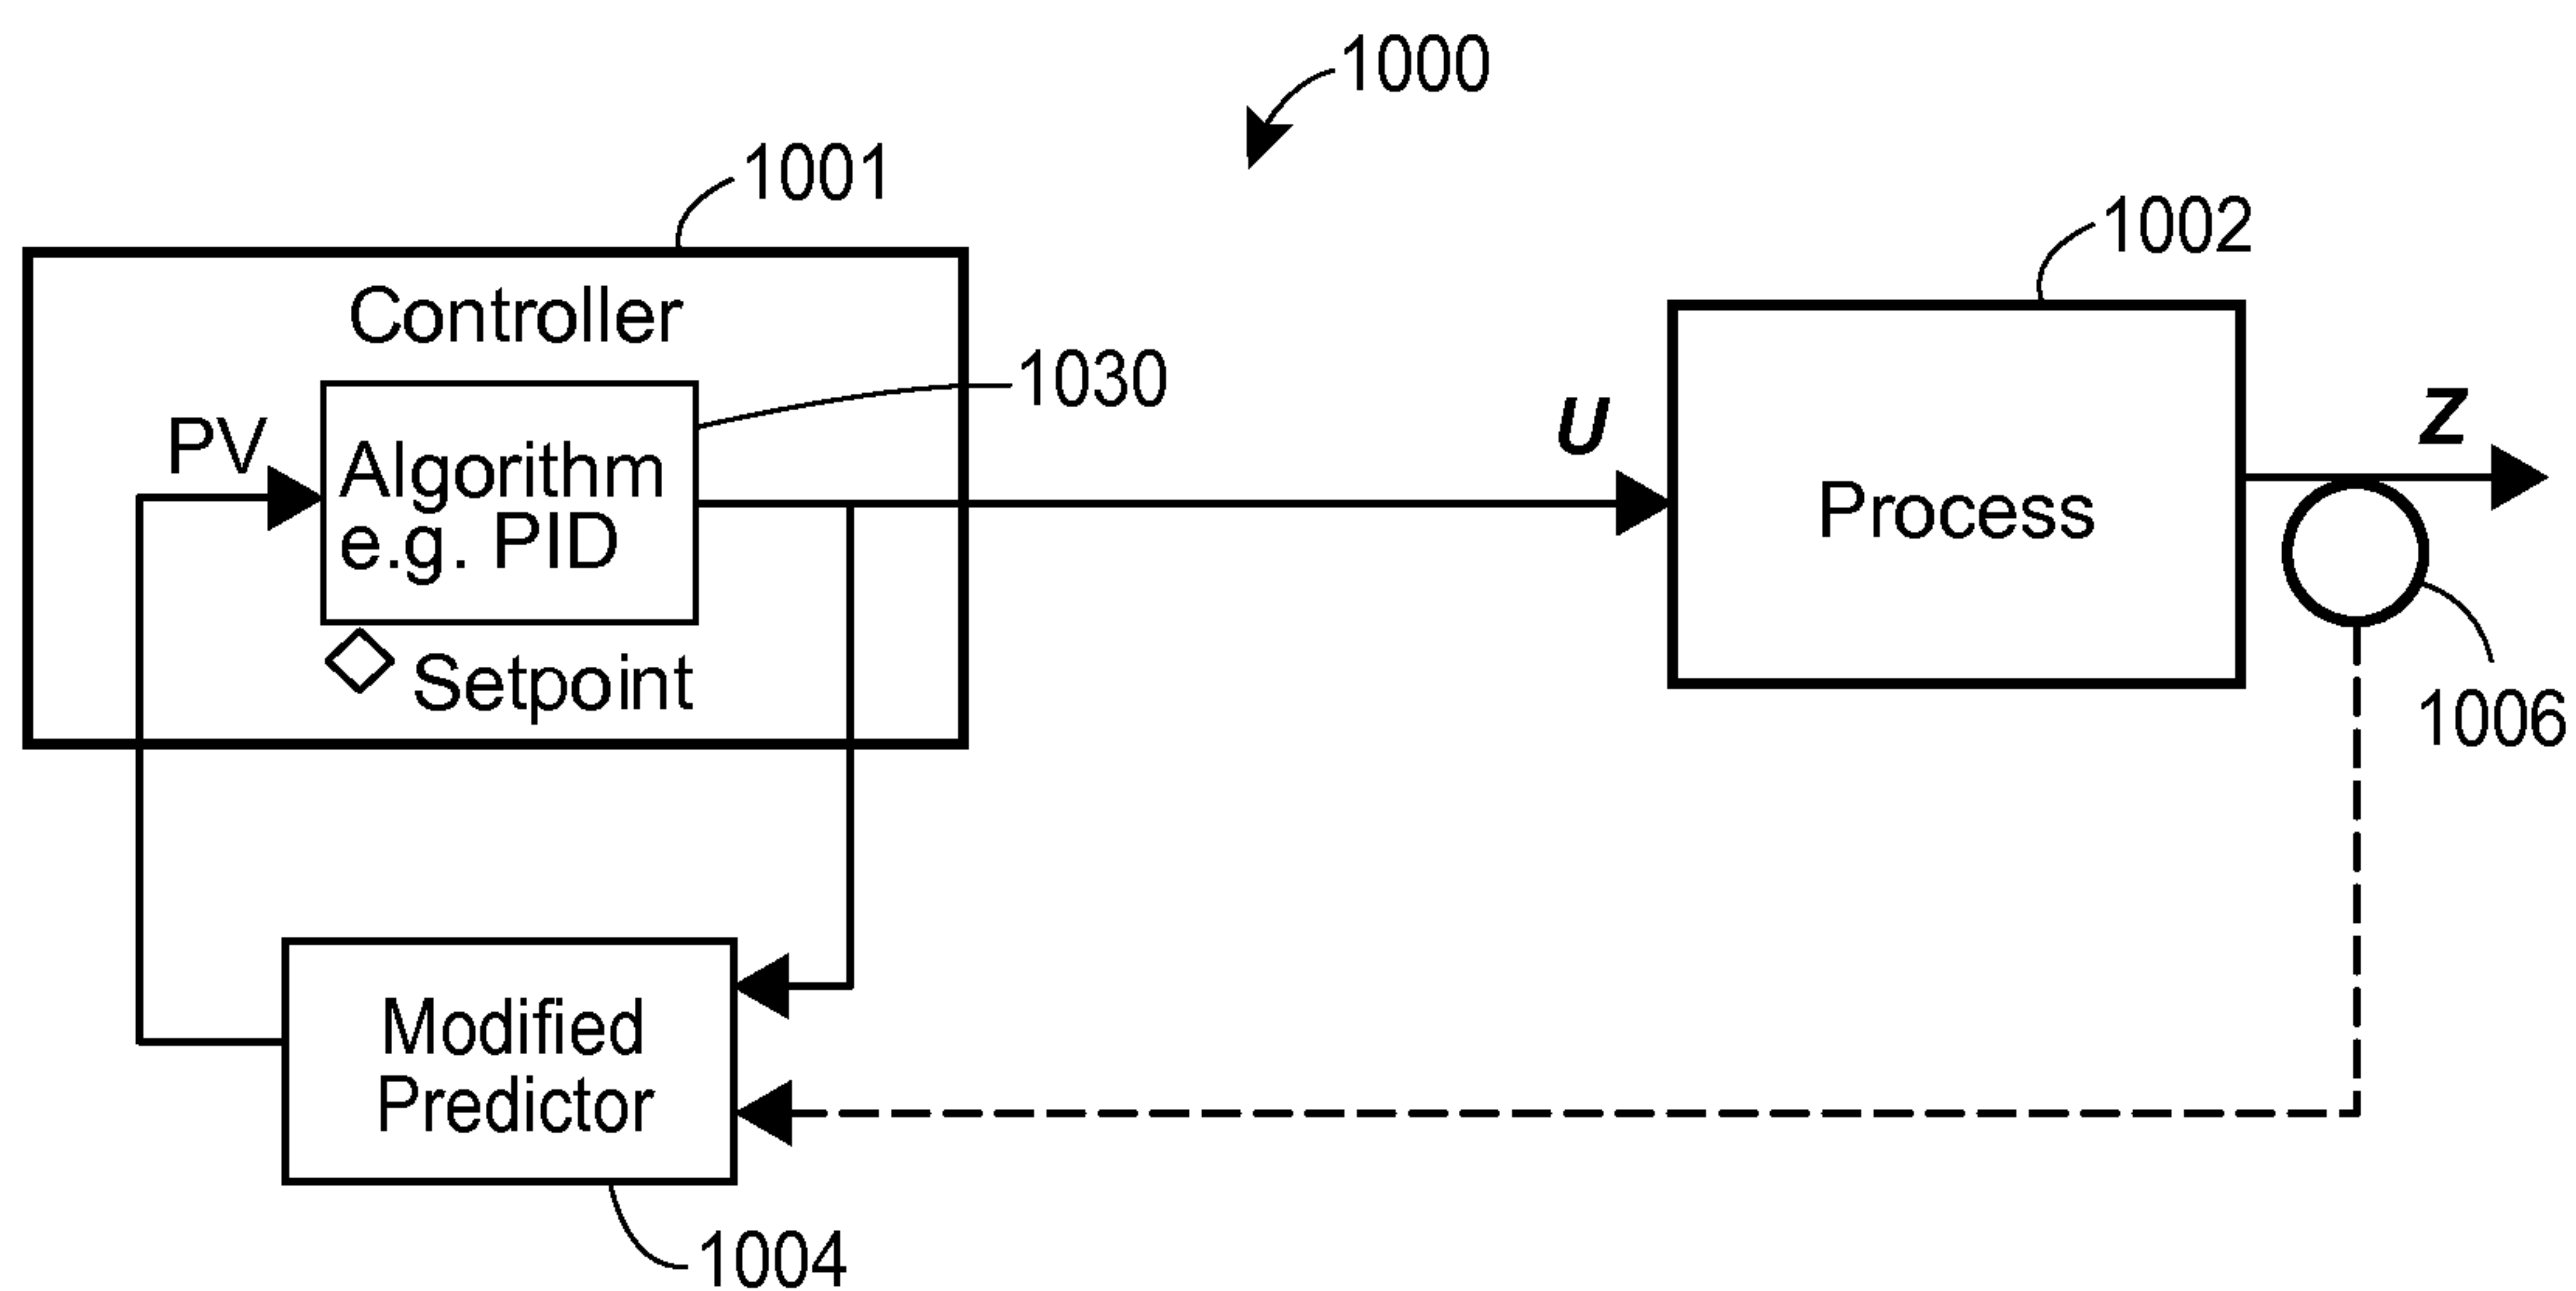 1000
1001
1002
Controller
1030
PV
Algorithm
e.g. PID
U
Z
Process
Setpoint
1006
Modified
Predictor
1004